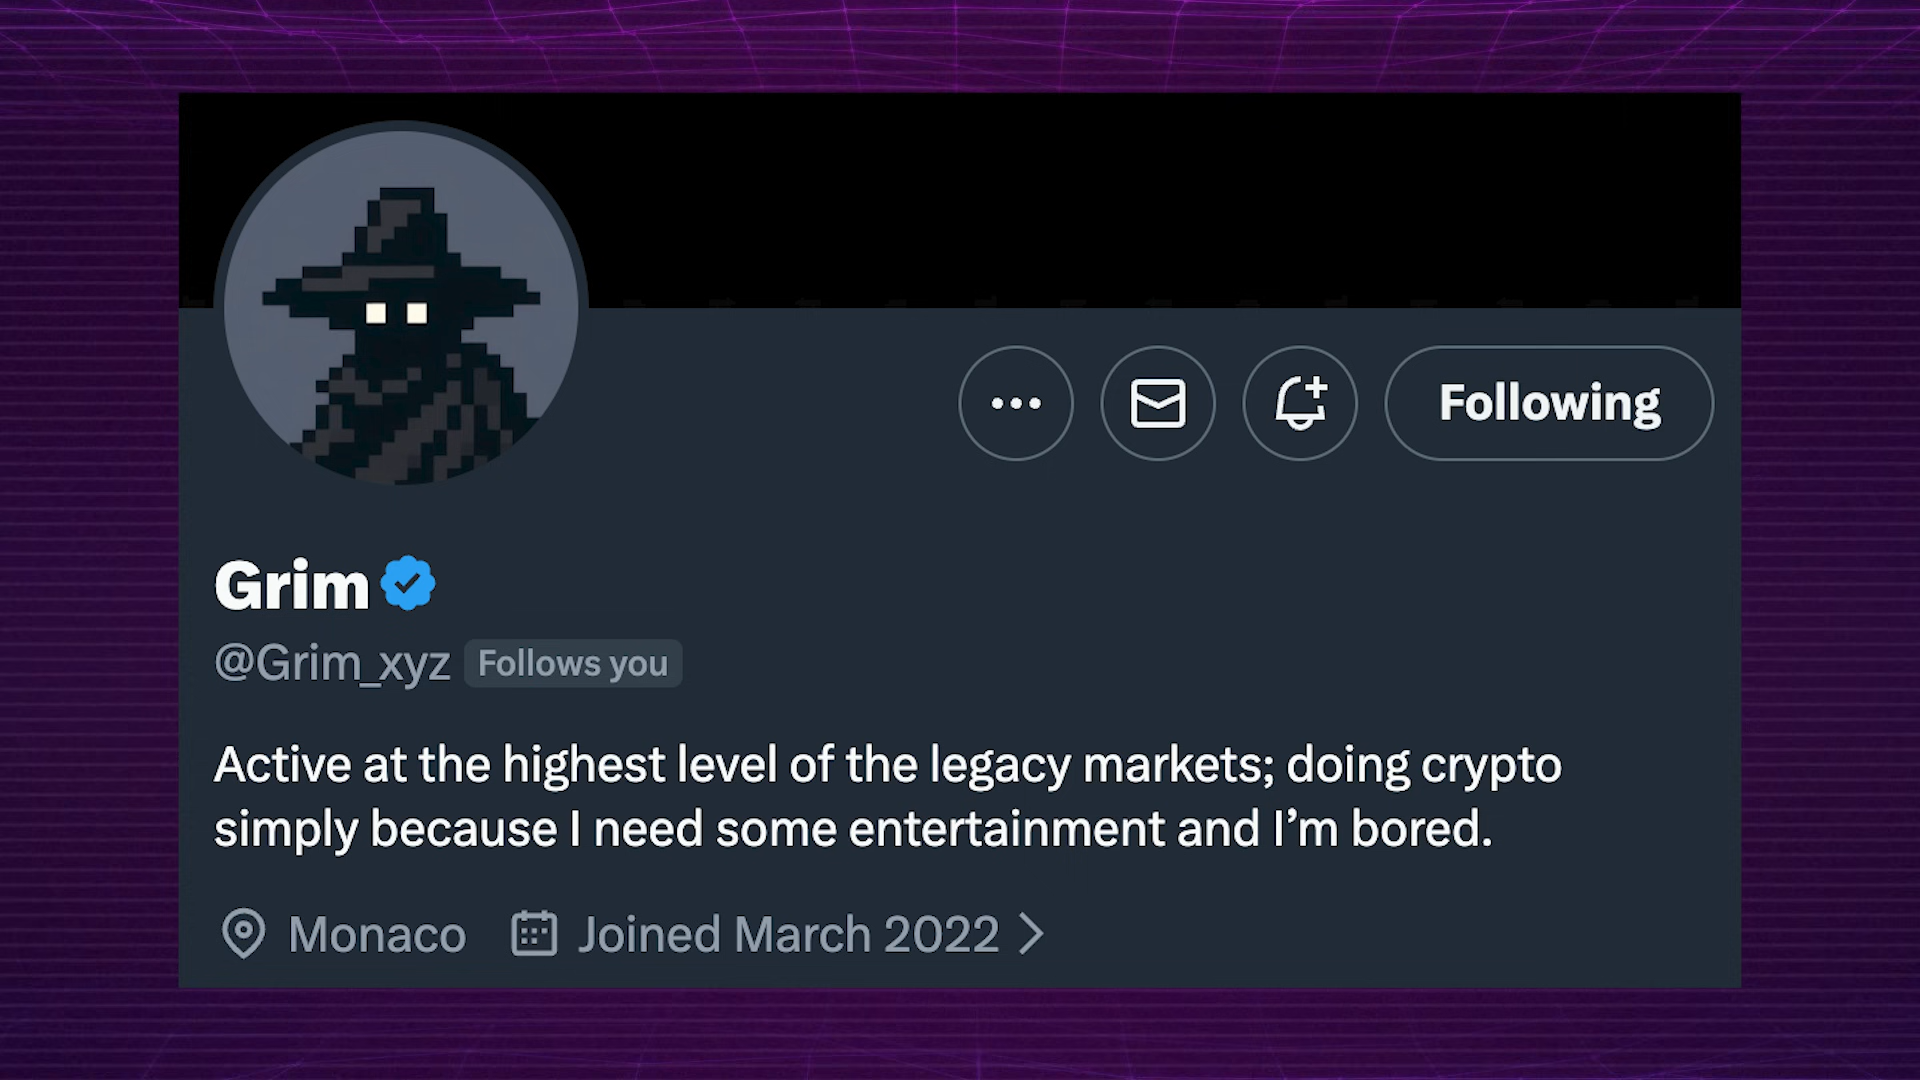 Following
Grim
@Grim_xyz Follows you
Active at the highest level of the legacy markets; doing crypto
simply because I need some entertainment and I’m bored.
Monaco Joined March 2022